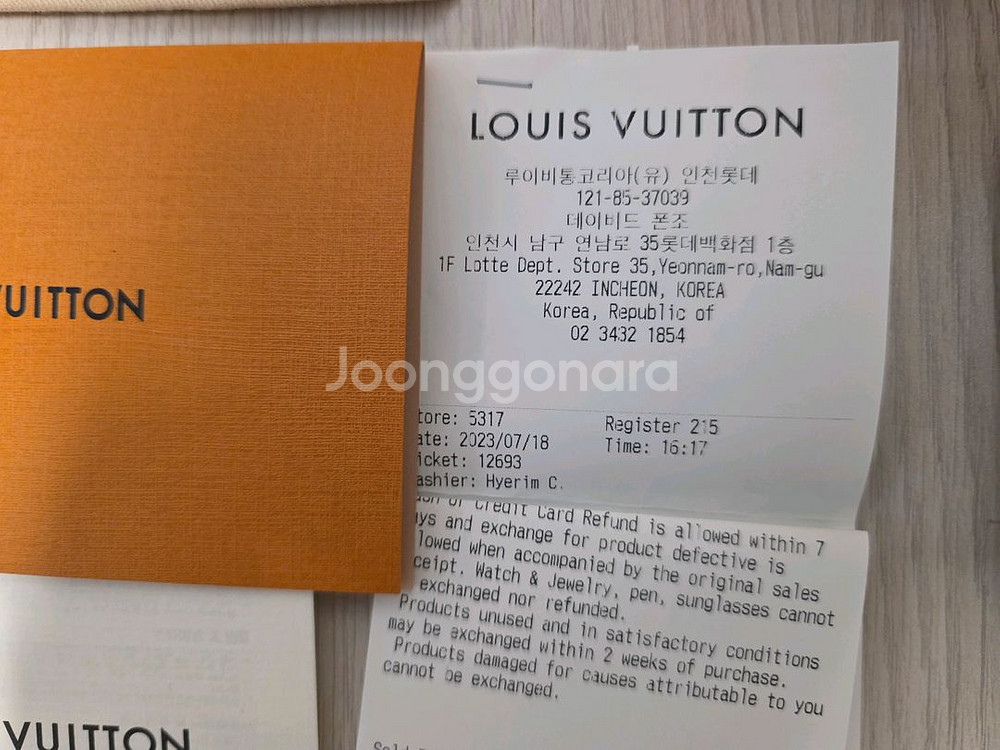 LOUIS VUITTON
루이비통코리아(유) 인천롯데
121-85-37039
데이비드 폰조
인천시 남구 연남로 35롯데백화점 1층
1F Lotte Dept. Store 35,Yeonnam-ro,Nam-gu
22242 INCHEON, KOREA
Korea, Republic of
02 3432 1854
VUITTON
Joonggonara
tore: 5317 Register 215
ate: 2023/07/18 Time: 16:17
icket: 12693
ashier: Hyerim C.
or Credit Card Refund is allowed within 7
ys and exchange for product defective is
lowed when accompanied by the original sales
ceipt. Watch & Jewelry, pen, sunglasses cannot
exchanged nor refunded.
Products unused and in satisfactory conditions
may be exchanged within 2 weeks of purchase.
Products damaged for causes attributable to you
cannot be exchanged.
VUITTON